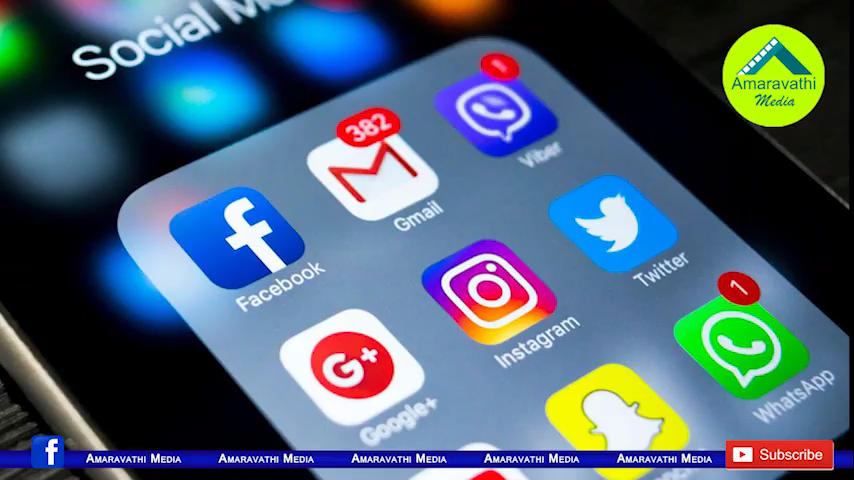 Social Me
Amaravathi
Media
1
Viber
382
Gmail
Facebook
Twitter
Instagram
1
WhatsApp
G+
Google+
f
f
AMARAVATHI MEDIA AMARAVATHI MEDIA AMARAVATHI MEDIA AMARAVATHI MEDIA AMARAVATHI MEDIA
Subscribe